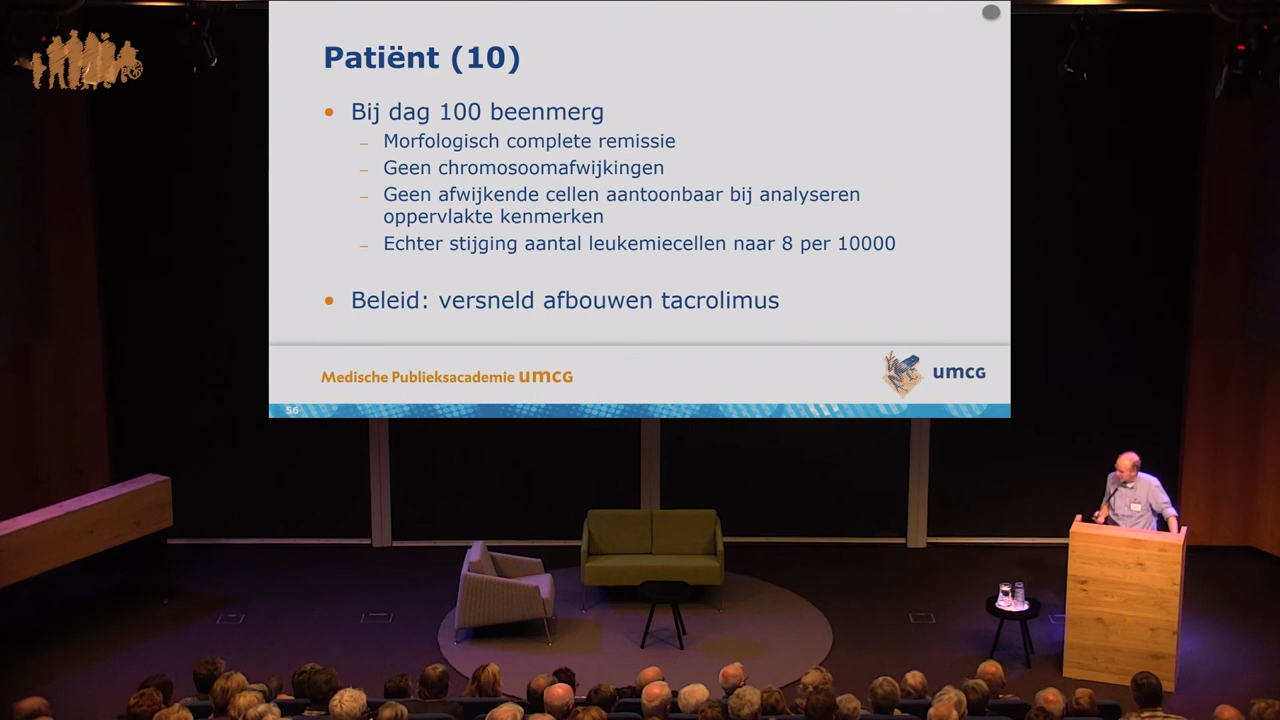 Patiënt (10)
• Bij dag 100 beenmerg
– Morfologisch complete remissie
– Geen chromosoomafwijkingen
– Geen afwijkende cellen aantoonbaar bij analyseren
oppervlakte kenmerken
– Echter stijging aantal leukemiecellen naar 8 per 10000
• Beleid: versneld afbouwen tacrolimus
Medische Publieksacademie umcg
umcg
56